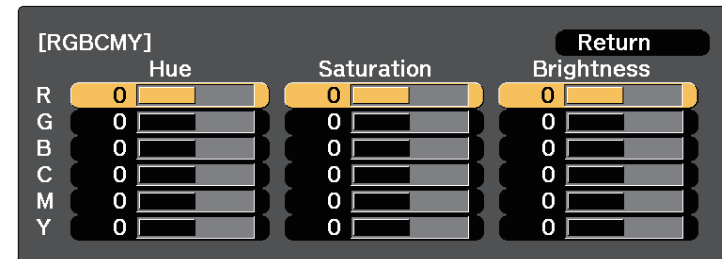 [RGBCMY] Return
Hue Saturation Brightness
R 0 0 0
G 0 0 0
B 0 0 0
C 0 0 0
M 0 0 0
Y 0 0 0